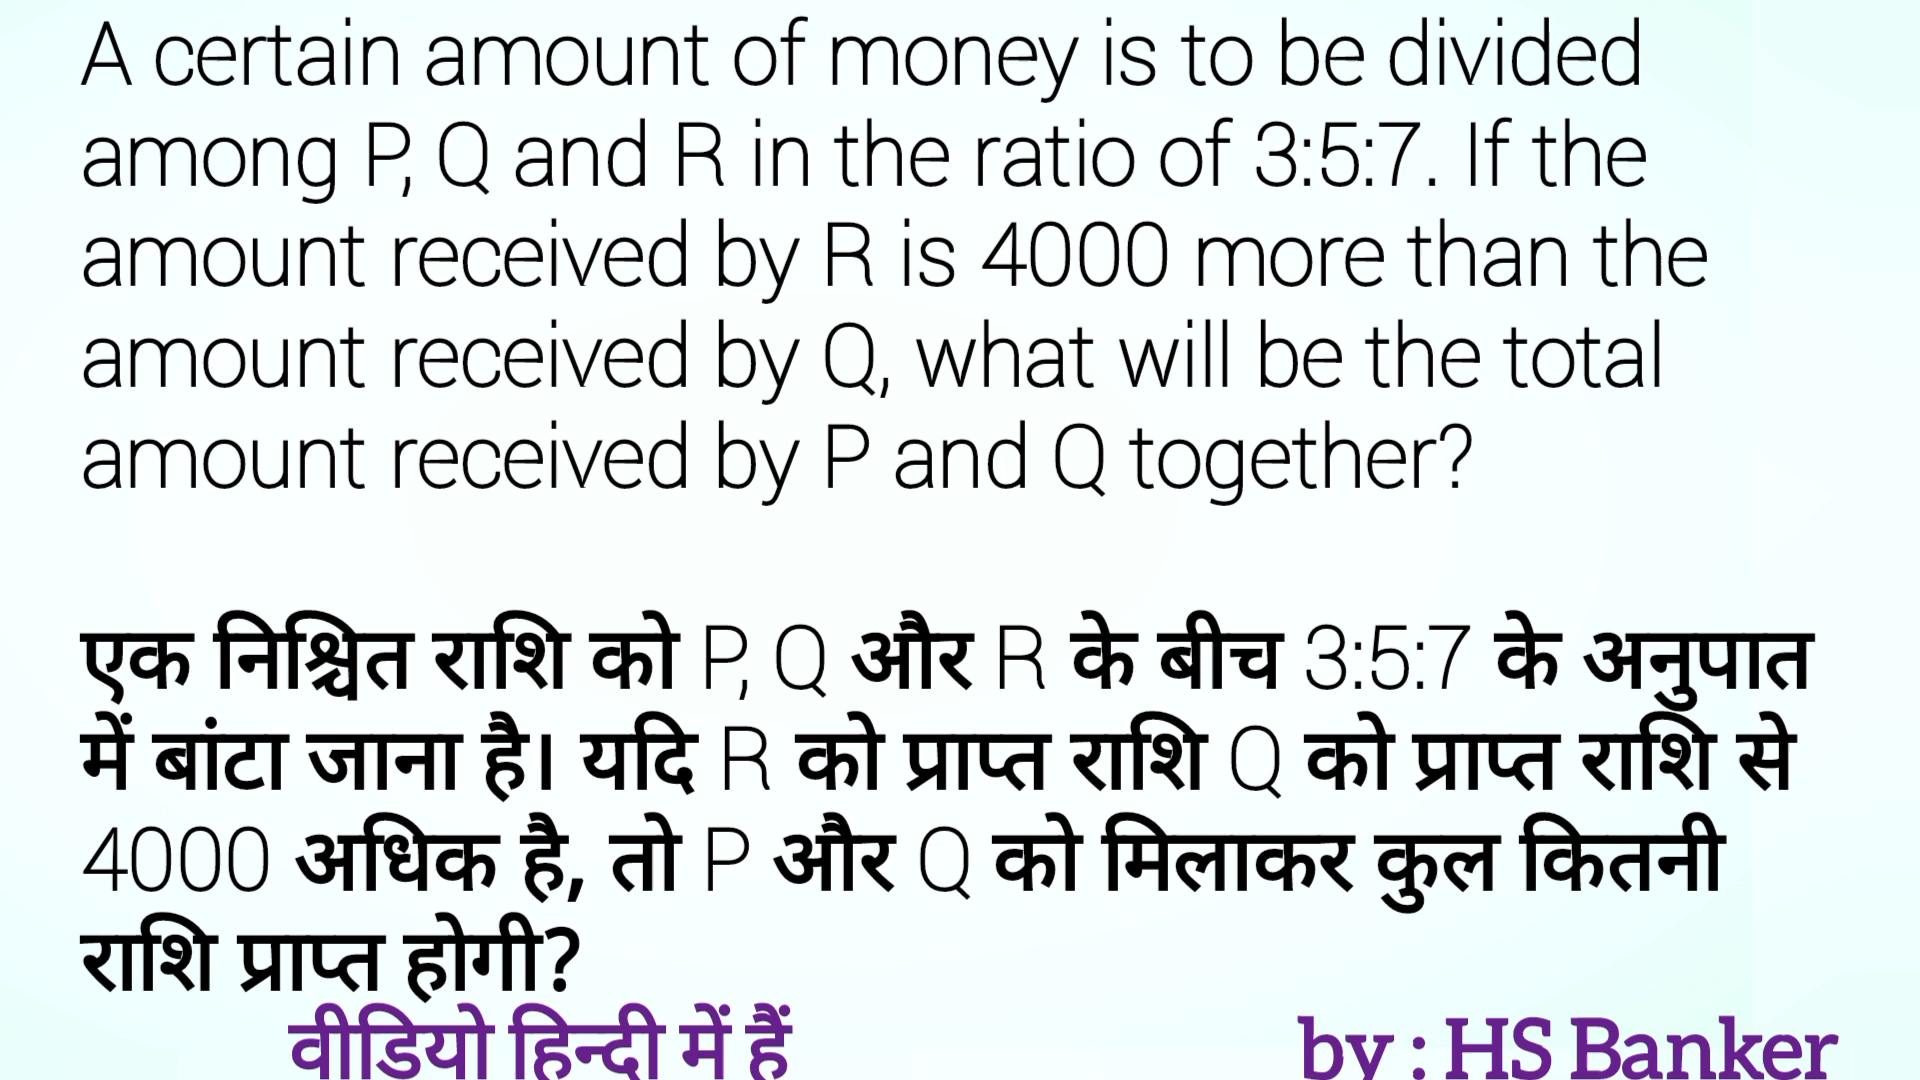 A certain amount of money is to be divided
among P, Q and R in the ratio of 3:5:7. If the
amount received by R is 4000 more than the
amount received by Q, what will be the total
amount received by P and Q together?
एक निश्चित राशि को P, Q और R के बीच 3:5:7 के अनुपात
में बांटा जाना है। यदि R को प्राप्त राशि Q को प्राप्त राशि से
4000 अधिक है, तो P और Q को मिलाकर कुल कितनी
राशि प्राप्त होगी?
वीडियो हिन्दी में हैं
by : HS Banker